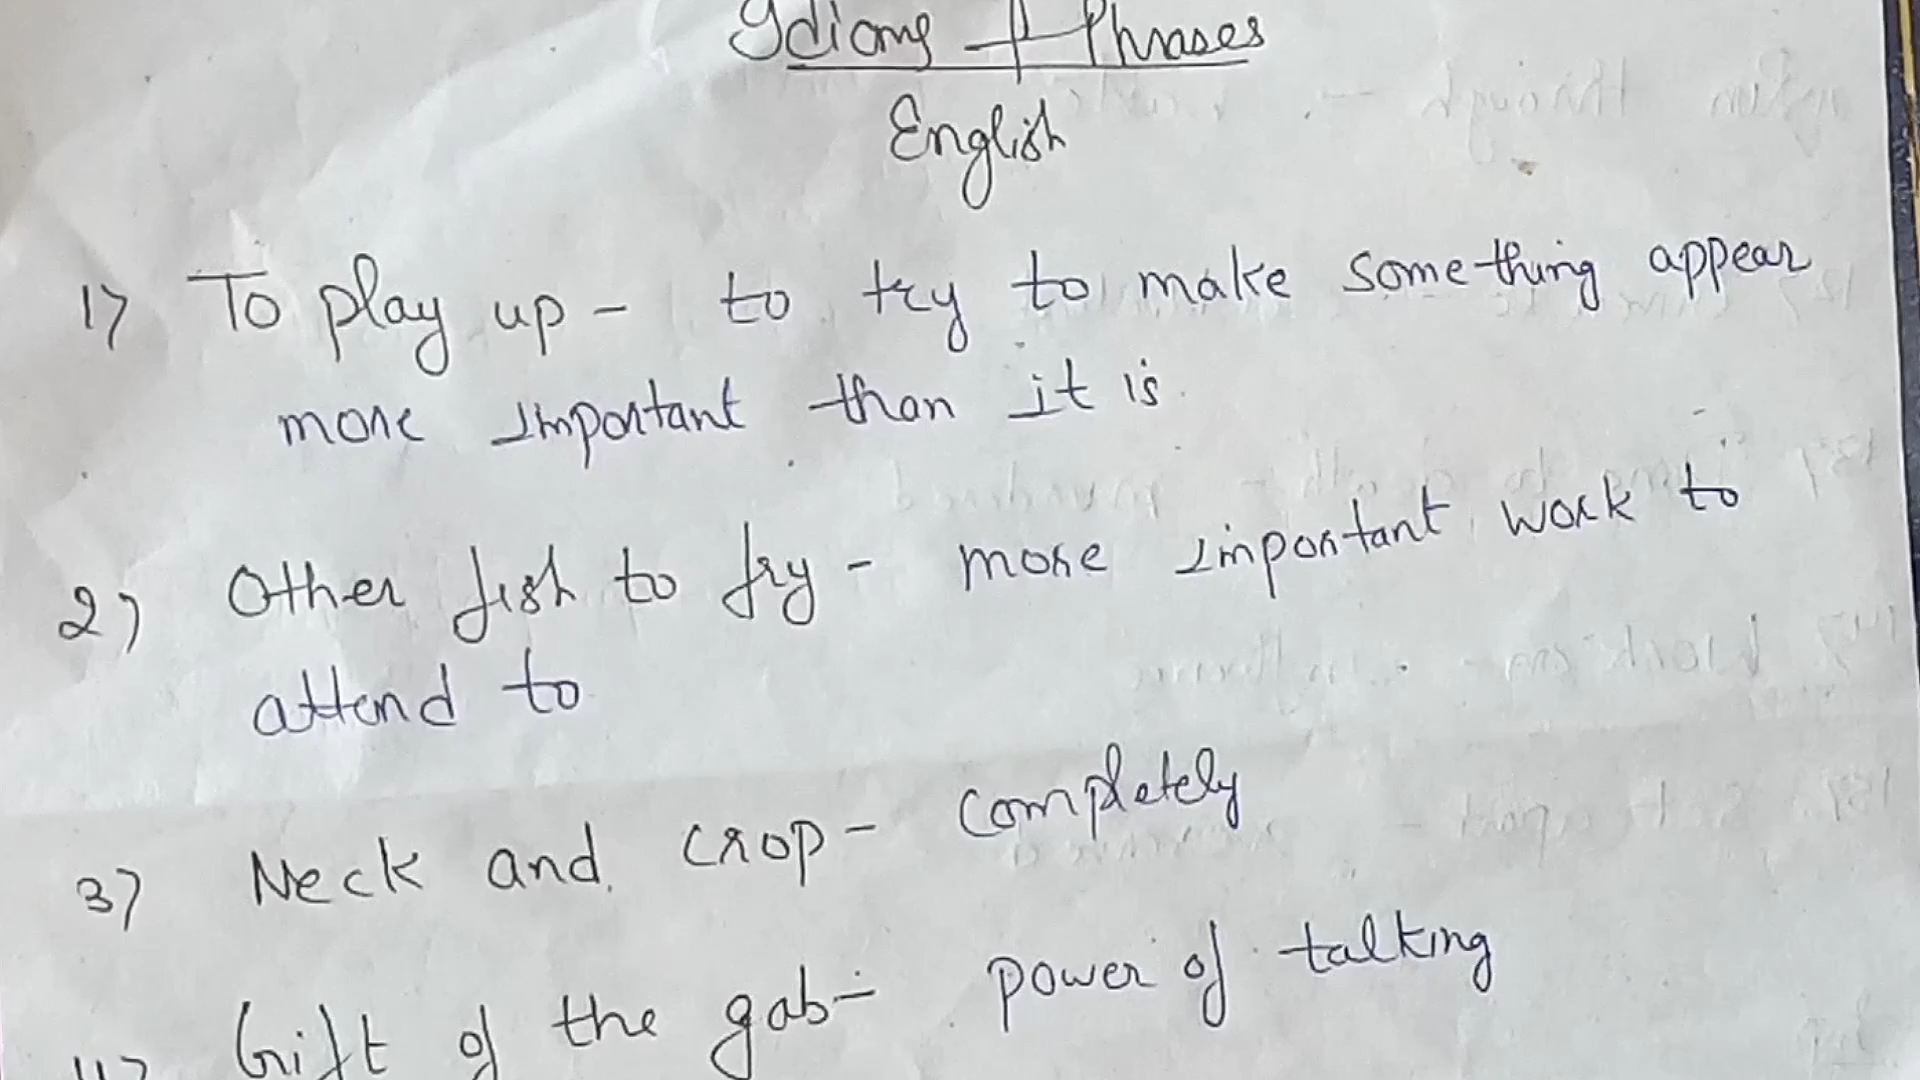 Idioms + Phrases
English
1) To play up - to try to make something appear
more important than it is
2) Other fish to fry - more important work to
attend to
3) Neck and crop - completely
4) Gift of the gab - power of talking